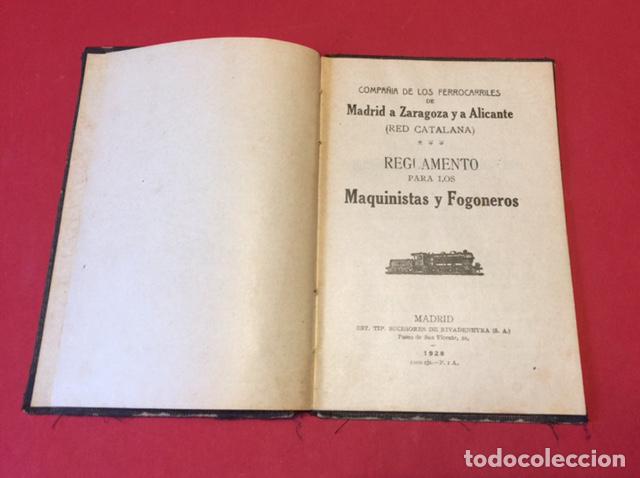 COMPAÑIA DE LOS FERROCARRILES
DE
Madrid a Zaragoza y a Alicante
(RED CATALANA)
REGLAMENTO
PARA LOS
Maquinistas y Fogoneros
MADRID
EST. TIP. SUCESORES DE RIVADENEYRA (S. A.)
Paseo de San Vicente, 20.
1928
todocoleccion.net